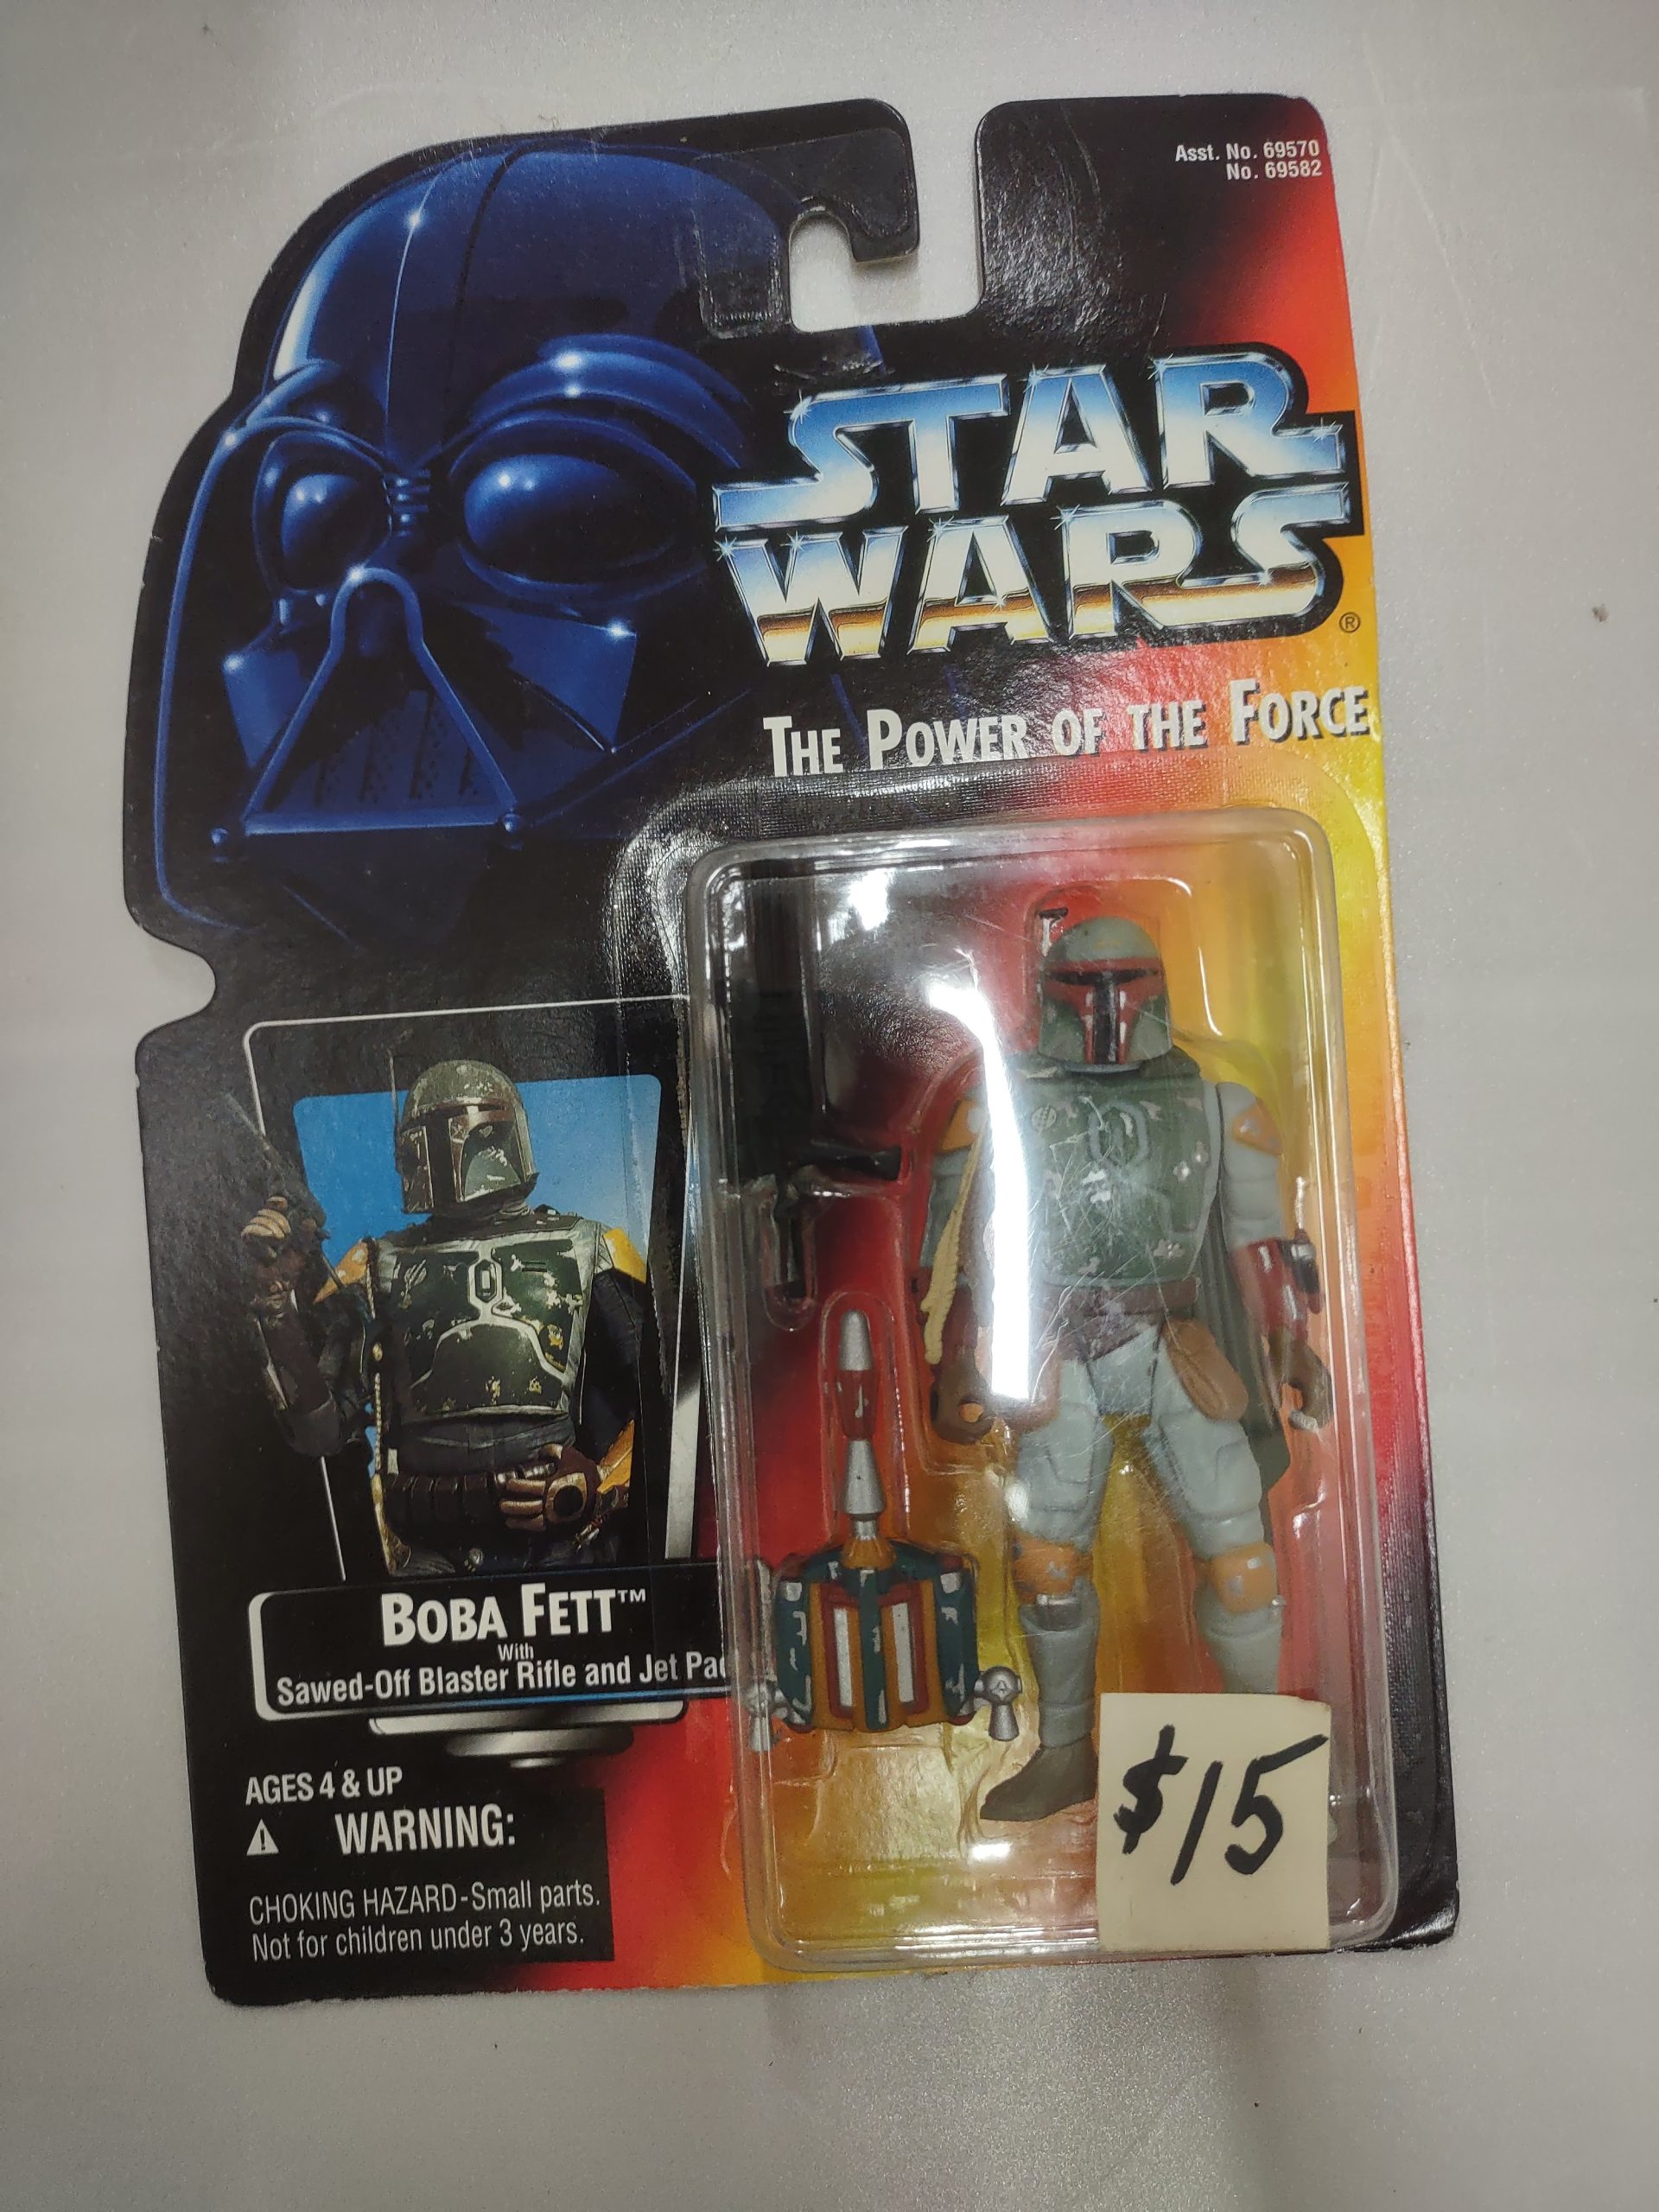 Asst. No. 69570
No. 69582
STAR
WARS®
THE POWER OF THE FORCE
BOBA FETT™
With
Sawed-Off Blaster Rifle and Jet Pac
$15
AGES 4 & UP
⚠ WARNING:
CHOKING HAZARD-Small parts.
Not for children under 3 years.